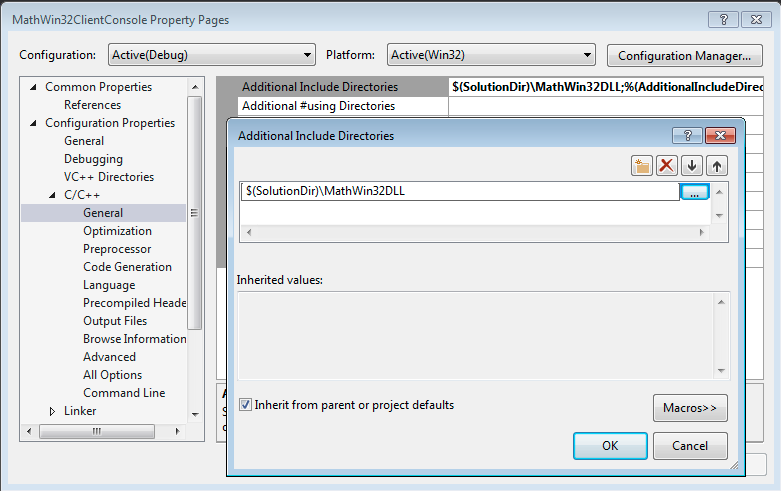 MathWin32ClientConsole Property Pages
Configuration: Active(Debug) Platform: Active(Win32) Configuration Manager...
Common Properties
References
Configuration Properties
General
Debugging
VC++ Directories
C/C++
General
Optimization
Preprocessor
Code Generation
Language
Precompiled Heade
Output Files
Browse Information
Advanced
All Options
Command Line
Linker
Additional Include Directories $(SolutionDir)\MathWin32DLL;%(AdditionalIncludeDirec
Additional #using Directories
Additional Include Directories
$(SolutionDir)\MathWin32DLL ...
Inherited values:
Inherit from parent or project defaults
Macros>>
OK Cancel